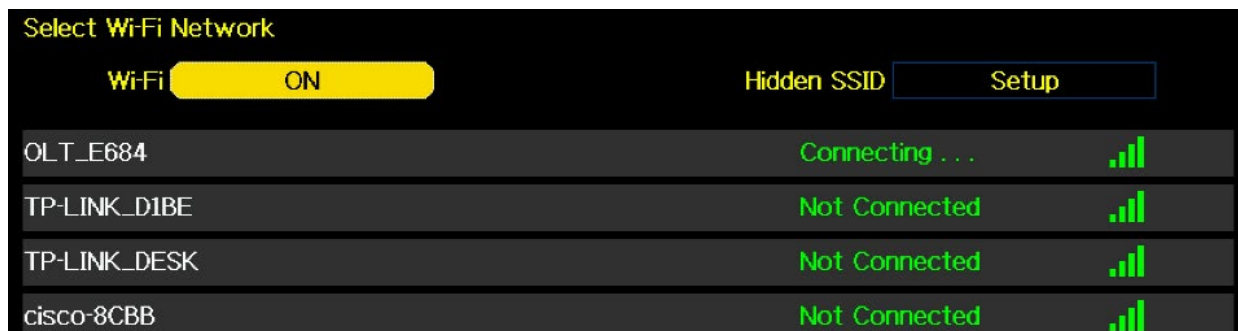 Select Wi-Fi Network
Wi-Fi ON Hidden SSID Setup
OLT_E684 Connecting . . .
TP-LINK_D1BE Not Connected
TP-LINK_DESK Not Connected
cisco-8CBB Not Connected